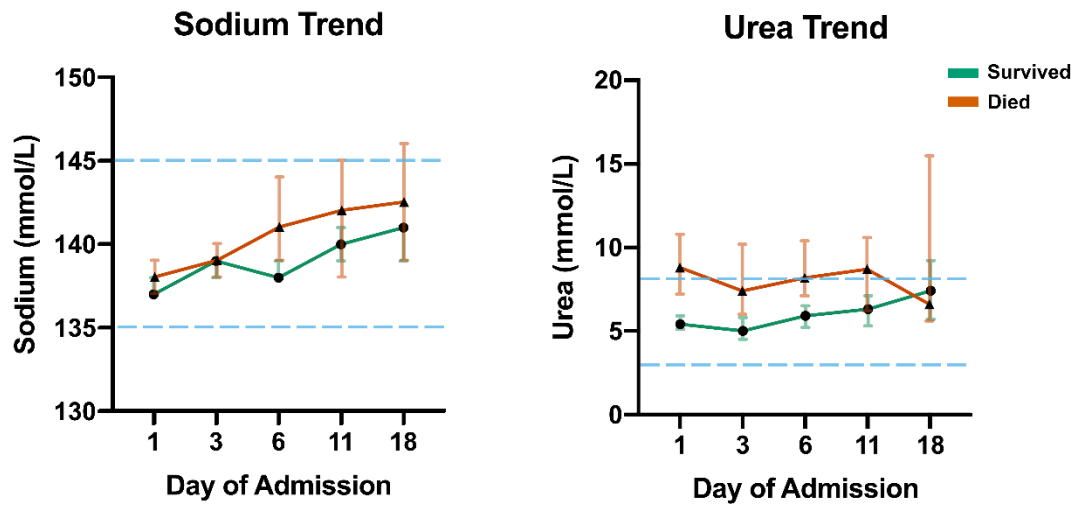 Sodium Trend
Sodium (mmol/L)
150
145
140
135
130
1 3 6 11 18
Day of Admission
Urea Trend
Urea (mmol/L)
20
15
10
5
0
1 3 6 11 18
Day of Admission
Survived
Died